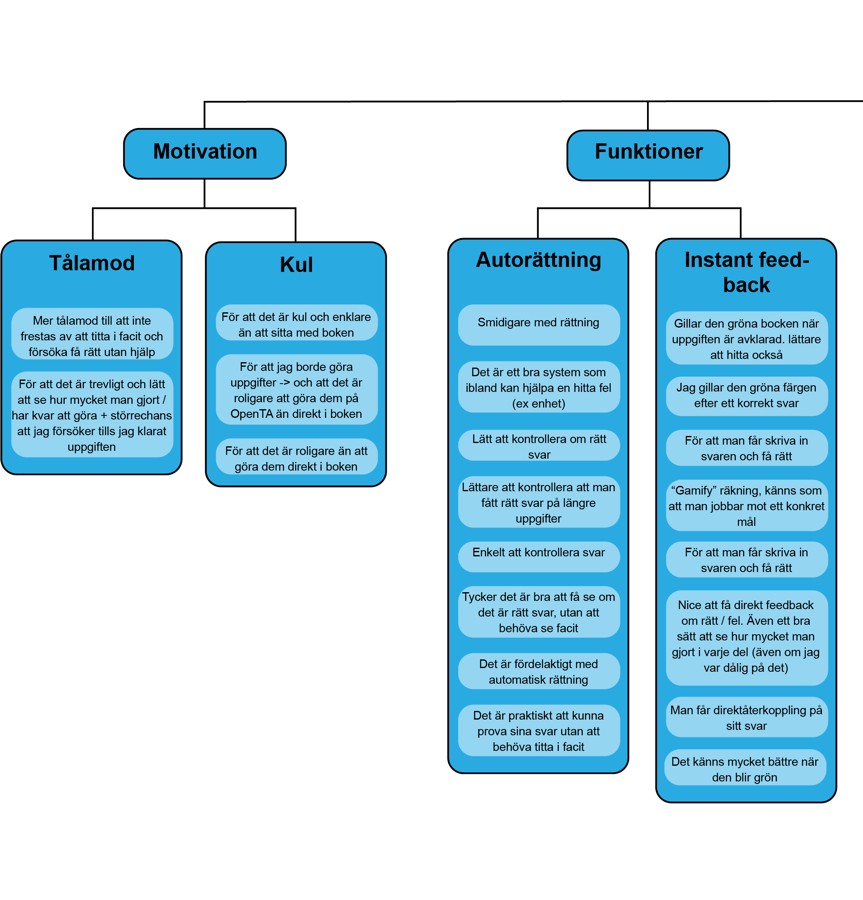 Motivation
Funktioner
Tålamod
Mer tålamod till att inte
frestas av att titta i facit och
försöka få rätt utan hjälp
För att det är trevligt och lätt
att se hur mycket man gjort /
har kvar att göra + störrechans
att jag försöker tills jag klarat
uppgiften
Kul
För att det är kul och enklare
än att sitta med boken
För att jag borde göra
uppgifter -> och att det är
roligare att göra dem på
OpenTA än direkt i boken
För att det är roligare än att
göra dem direkt i boken
Autorättning
Smidigare med rättning
Det är ett bra system som
ibland kan hjälpa en hitta fel
(ex enhet)
Lätt att kontrollera om rätt
svar
Lättare att kontrollera att man
fått rätt svar på längre
uppgifter
Enkelt att kontrollera svar
Tycker det är bra att få se om
det är rätt svar, utan att
behöva se facit
Det är fördelaktigt med
automatisk rättning
Det är praktiskt att kunna
prova sina svar utan att
behöva titta i facit
Instant feed-
back
Gillar den gröna bocken när
uppgiften är avklarad. lättare
att hitta också
Jag gillar den gröna färgen
efter ett korrekt svar
För att man får skriva in
svaren och få rätt
“Gamify” räkning, känns som
att man jobbar mot ett konkret
mål
För att man får skriva in
svaren och få rätt
Nice att få direkt feedback
om rätt / fel. Även ett bra
sätt att se hur mycket man
gjort i varje del (även om jag
var dålig på det)
Man får direktåterkoppling på
sitt svar
Det känns mycket bättre när
den blir grön